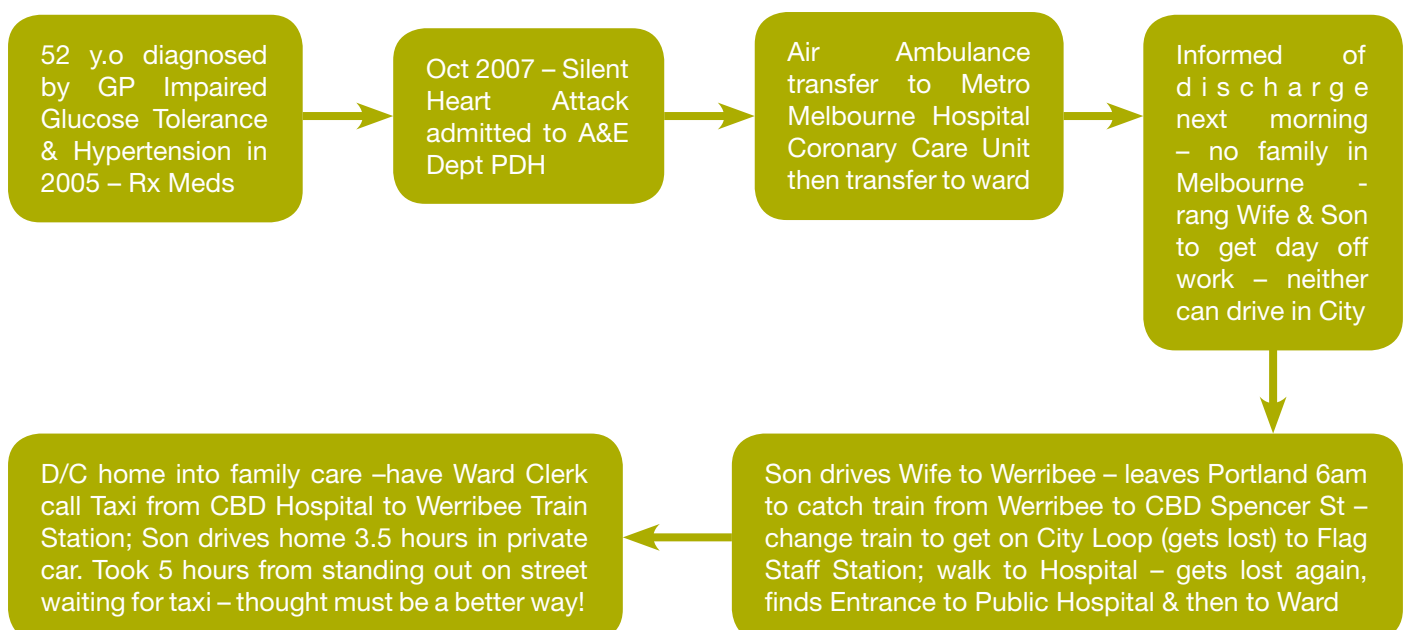 52 y.o diagnosed
by GP Impaired
Glucose Tolerance
& Hypertension in
2005 – Rx Meds
Oct 2007 – Silent
Heart Attack
admitted to A&E
Dept PDH
Air Ambulance
transfer to Metro
Melbourne Hospital
Coronary Care Unit
then transfer to ward
Informed of
discharge
next morning
– no family in
Melbourne -
rang Wife & Son
to get day off
work – neither
can drive in City
Son drives Wife to Werribee – leaves Portland 6am
to catch train from Werribee to CBD Spencer St –
change train to get on City Loop (gets lost) to Flag
Staff Station; walk to Hospital – gets lost again,
finds Entrance to Public Hospital & then to Ward
D/C home into family care –have Ward Clerk
call Taxi from CBD Hospital to Werribee Train
Station; Son drives home 3.5 hours in private
car. Took 5 hours from standing out on street
waiting for taxi – thought must be a better way!